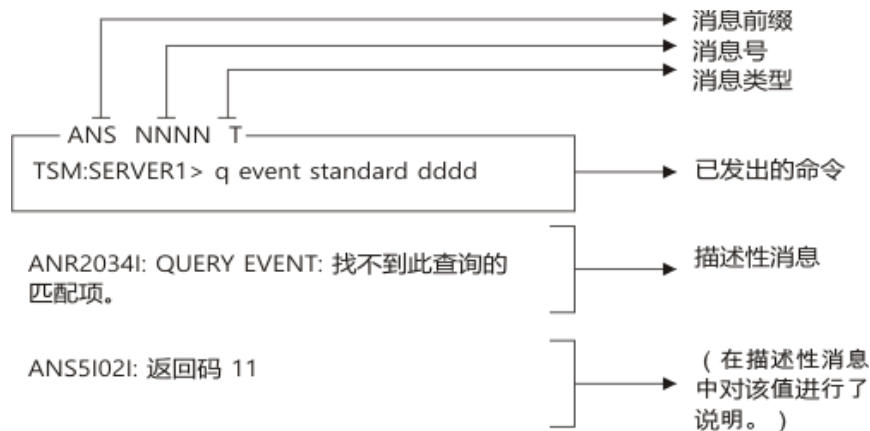 消息前缀
消息号
消息类型
ANS NNNN T
TSM:SERVER1> q event standard dddd
已发出的命令
ANR2034I: QUERY EVENT: 找不到此查询的
匹配项。
描述性消息
ANS5I02I: 返回码 11
（在描述性消息
中对该值进行了
说明。）